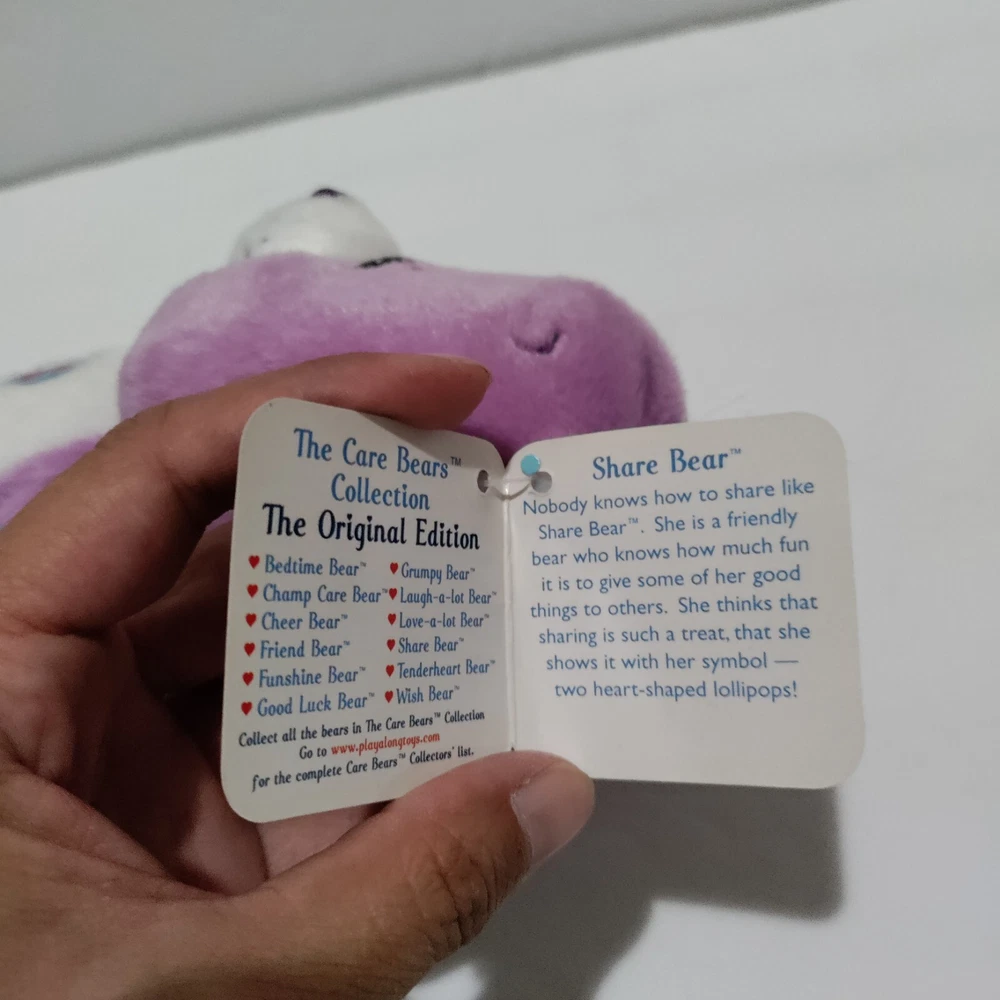 The Care Bears™
Collection
The Original Edition
♥ Bedtime Bear™
♥ Champ Care Bear™
♥ Cheer Bear™
♥ Friend Bear™
♥ Funshine Bear™
♥ Good Luck Bear™
♥ Grumpy Bear™
♥ Laugh-a-lot Bear™
♥ Love-a-lot Bear™
♥ Share Bear™
♥ Tenderheart Bear™
♥ Wish Bear™
Collect all the bears in The Care Bears™ Collection
Go to www.playalongtoys.com
for the complete Care Bears™ Collectors' list.
Share Bear™
Nobody knows how to share like
Share Bear™. She is a friendly
bear who knows how much fun
it is to give some of her good
things to others. She thinks that
sharing is such a treat, that she
shows it with her symbol —
two heart-shaped lollipops!